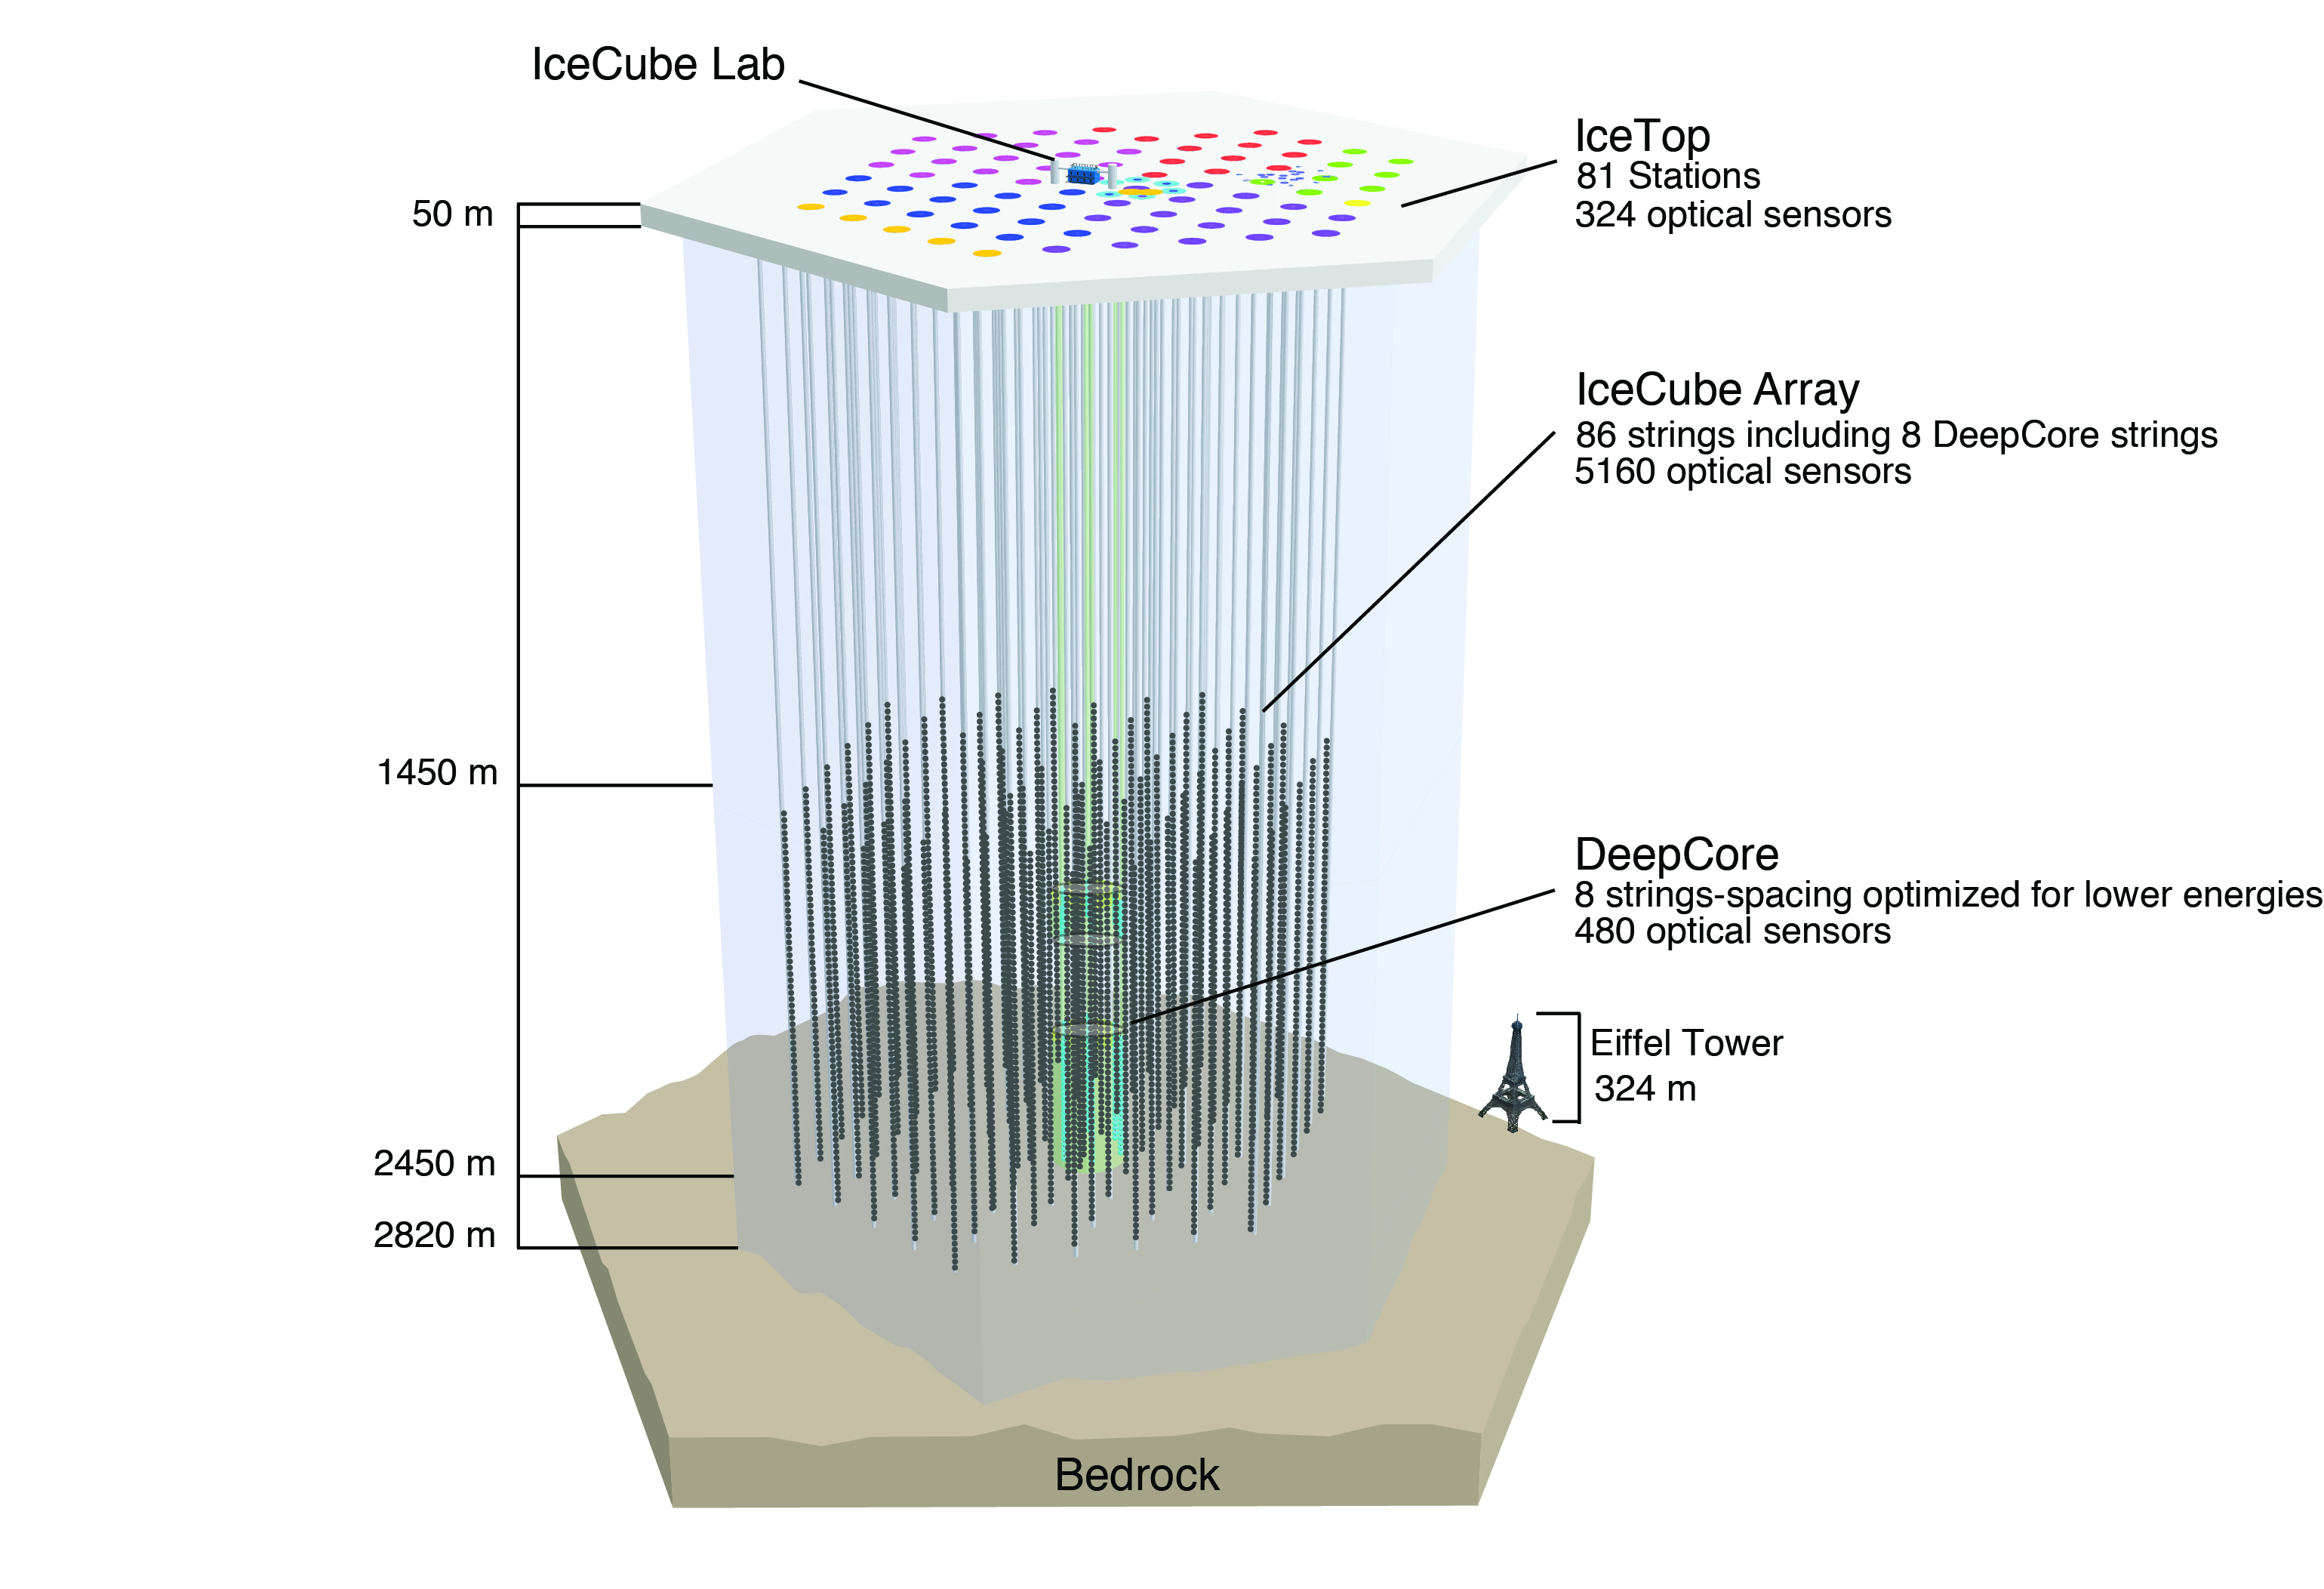 IceCube Lab
IceTop
81 Stations
324 optical sensors
50 m
IceCube Array
86 strings including 8 DeepCore strings
5160 optical sensors
1450 m
DeepCore
8 strings-spacing optimized for lower energies
480 optical sensors
Eiffel Tower
324 m
2450 m
2820 m
Bedrock